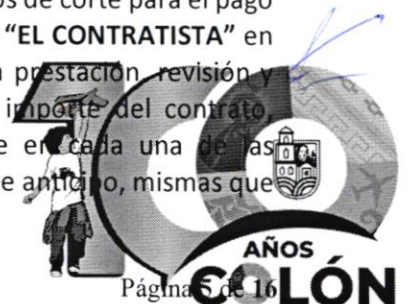 os de corte para el pago
"EL CONTRATISTA" en
prestación, revisión y
importe del contrato,
e en cada una de las
e anticipo, mismas que
AÑOS
Página 5 de 16
COLÓN